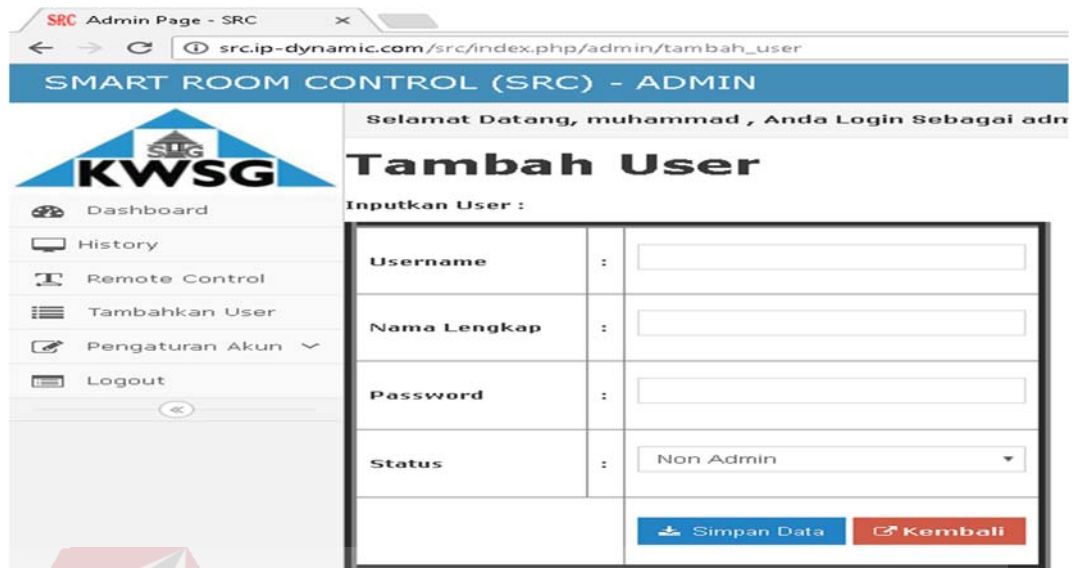 SRC Admin Page - SRC
src.ip-dynamic.com/src/index.php/admin/tambah_user
SMART ROOM CONTROL (SRC) - ADMIN
Selamat Datang, muhammad , Anda Login Sebagai adm
KWSG
Tambah User
Inputkan User :
Dashboard
History
Remote Control
Tambahkan User
Pengaturan Akun
Logout
Username :
Nama Lengkap :
Password :
Status : Non Admin
Simpan Data Kembali